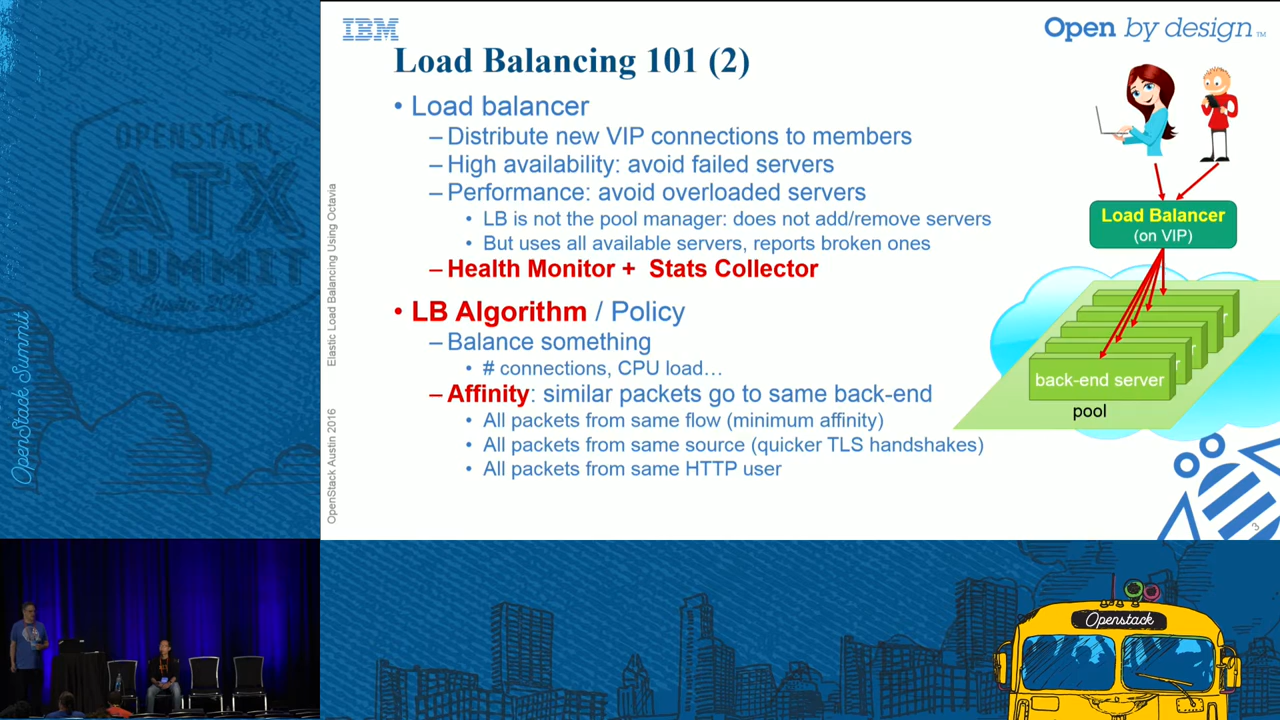 OPENSTACK
ATX
SUMMIT
OpenStack Summit
IBM
Open by design™
Load Balancing 101 (2)
• Load balancer
– Distribute new VIP connections to members
– High availability: avoid failed servers
– Performance: avoid overloaded servers
• LB is not the pool manager: does not add/remove servers
• But uses all available servers, reports broken ones
– Health Monitor + Stats Collector
• LB Algorithm / Policy
– Balance something
• # connections, CPU load…
– Affinity: similar packets go to same back-end
• All packets from same flow (minimum affinity)
• All packets from same source (quicker TLS handshakes)
• All packets from same HTTP user
Elastic Load Balancing Using Octavia
OpenStack Austin 2016
Load Balancer
(on VIP)
back-end server
pool
3
Openstack